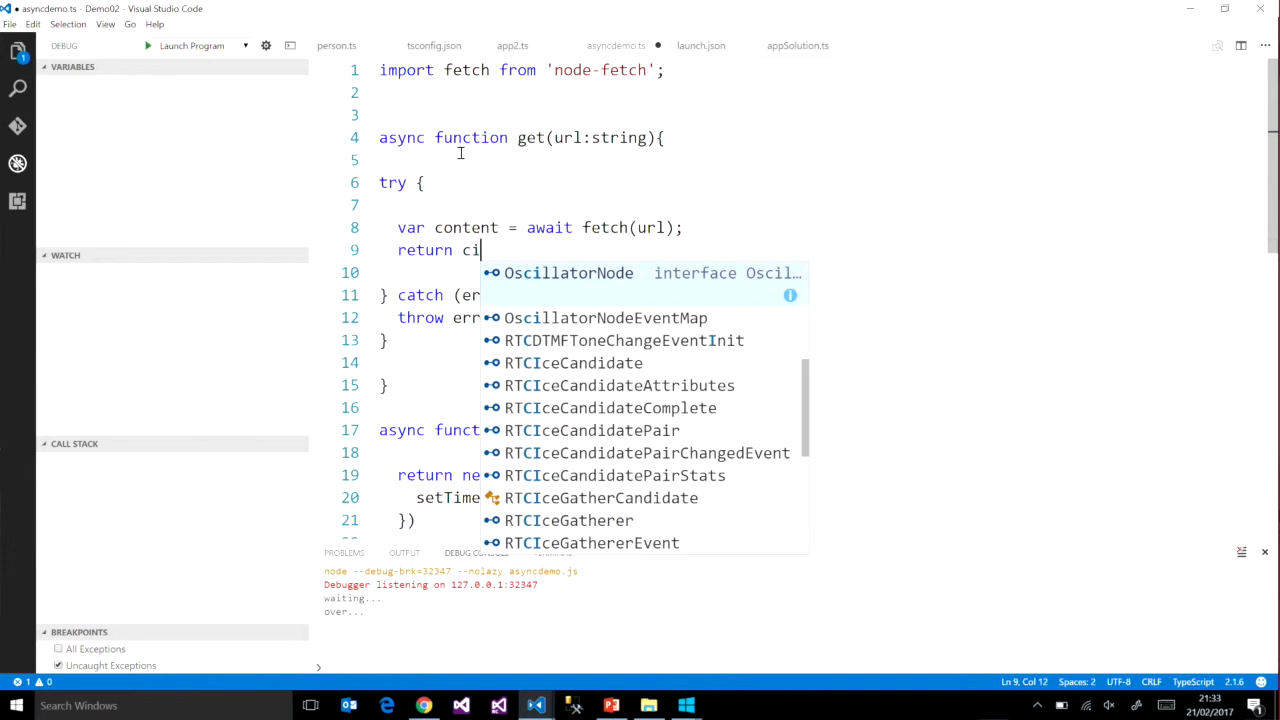 ● asyncdemo.ts - Demo02 - Visual Studio Code
File Edit Selection View Go Help
DEBUG Launch Program person.ts tsconfig.json app2.ts asyncdemo.ts launch.json appSolution.ts
VARIABLES
WATCH
CALL STACK
BREAKPOINTS
All Exceptions
Uncaught Exceptions
1 import fetch from 'node-fetch';
2
3
4 async function get(url:string){
5
6 try {
7
8 var content = await fetch(url);
9 return ci
10
11 } catch (er
12 throw err
13 }
14
15 }
16
17 async funct
18
19 return ne
20 setTime
21 })
OscillatorNode interface Oscil...
OscillatorNodeEventMap
RTCDTMFToneChangeEventInit
RTCIceCandidate
RTCIceCandidateAttributes
RTCIceCandidateComplete
RTCIceCandidatePair
RTCIceCandidatePairChangedEvent
RTCIceCandidatePairStats
RTCIceGatherCandidate
RTCIceGatherer
RTCIceGathererEvent
PROBLEMS OUTPUT DEBUG CONSOLE
node --debug-brk=32347 --nolazy asyncdemo.js
Debugger listening on 127.0.0.1:32347
waiting...
over...
1 0 Ln 9, Col 12 Spaces: 2 UTF-8 CRLF TypeScript 2.1.6
Search Windows
21:33
21/02/2017